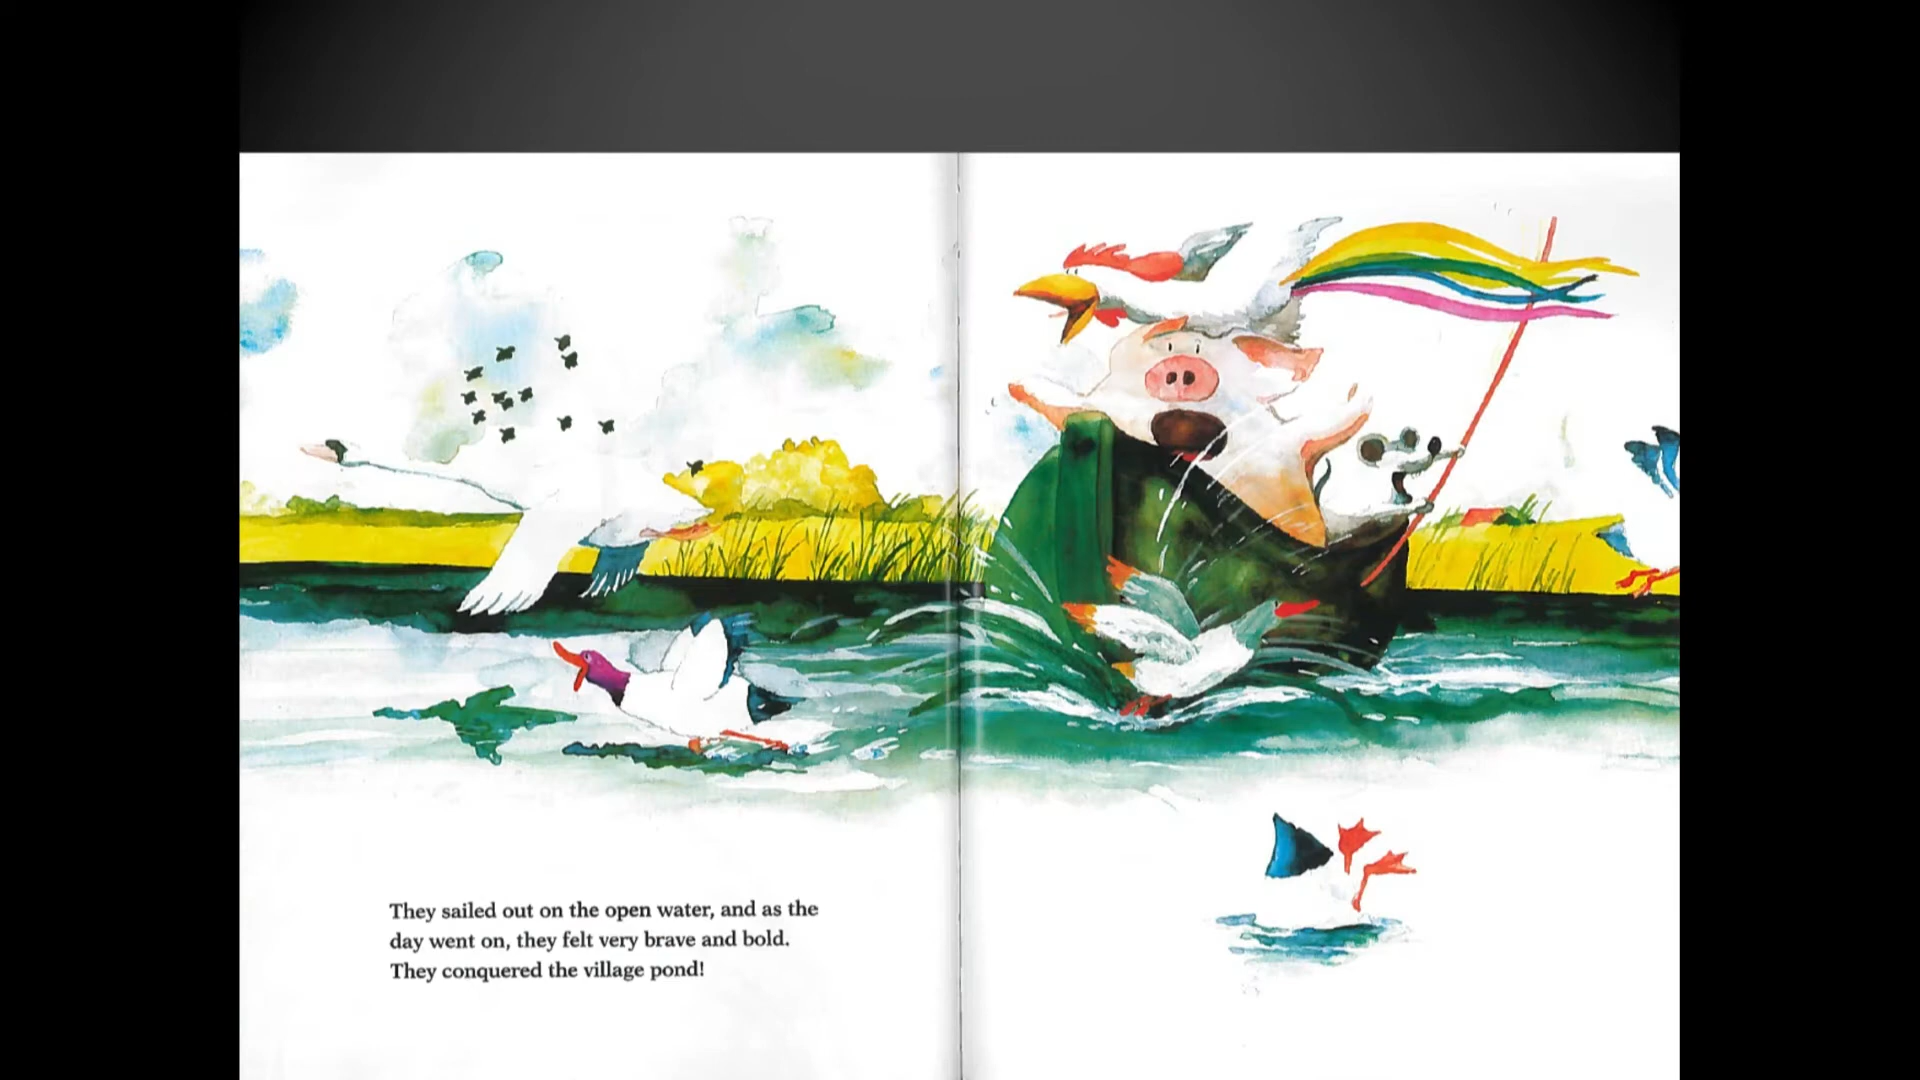 They sailed out on the open water, and as the
day went on, they felt very brave and bold.
They conquered the village pond!